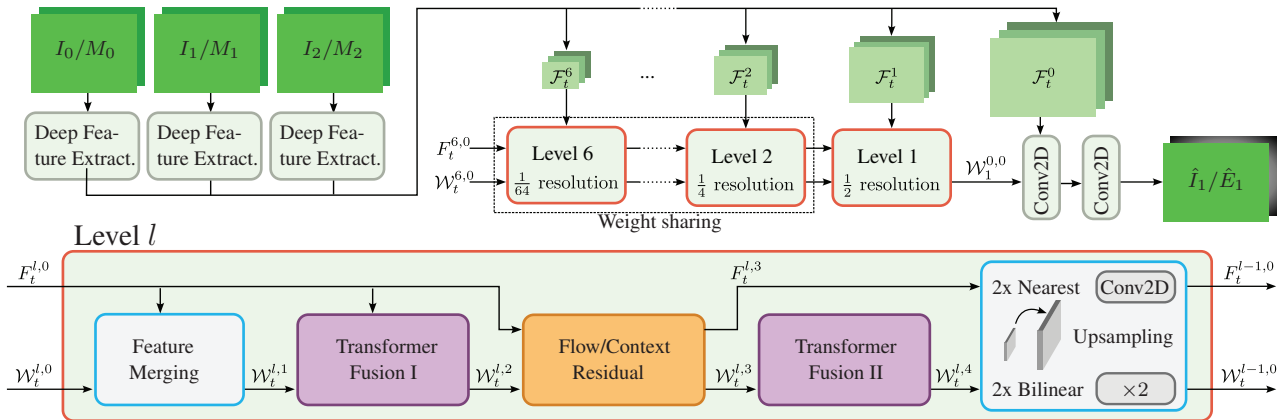 I_0/M_0
I_1/M_1
I_2/M_2
Deep Fea-
ture Extract.
Deep Fea-
ture Extract.
Deep Fea-
ture Extract.
ℱ_t^6
...
ℱ_t^2
ℱ_t^1
ℱ_t^0
F_t^{6,0}
𝒲_t^{6,0}
Level 6
1/64 resolution
Level 2
1/4 resolution
Level 1
1/2 resolution
𝒲_1^{0,0}
Conv2D
Conv2D
Î_1/Ê_1
Weight sharing
Level l
F_t^{l,0}
F_t^{l,3}
F_t^{l−1,0}
𝒲_t^{l,0}
Feature
Merging
𝒲_t^{l,1}
Transformer
Fusion I
𝒲_t^{l,2}
Flow/Context
Residual
𝒲_t^{l,3}
Transformer
Fusion II
𝒲_t^{l,4}
2x Nearest
Conv2D
Upsampling
2x Bilinear
×2
𝒲_t^{l−1,0}